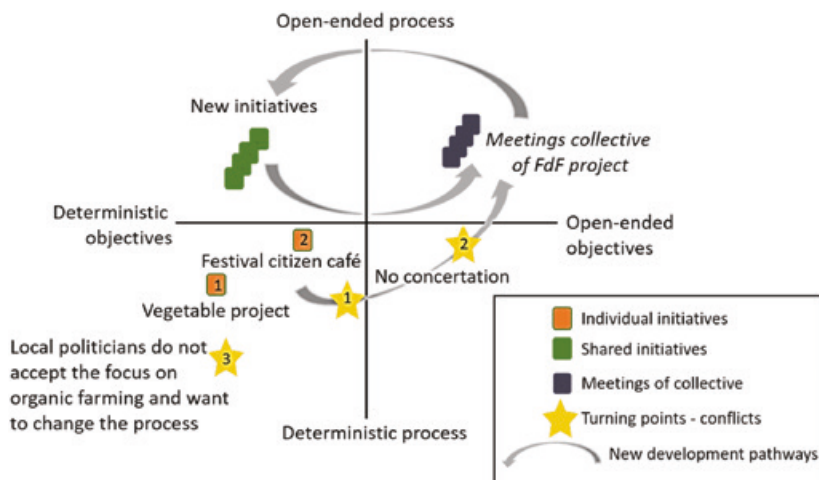 Open-ended process
New initiatives
Meetings collective
of FdF project
Deterministic
objectives
Open-ended
objectives
2
Festival citizen café
2
No concertation
1
Vegetable project
1
Local politicians do not
accept the focus on
organic farming and want
to change the process
3
Deterministic process
Individual initiatives
Shared initiatives
Meetings of collective
Turning points - conflicts
New development pathways